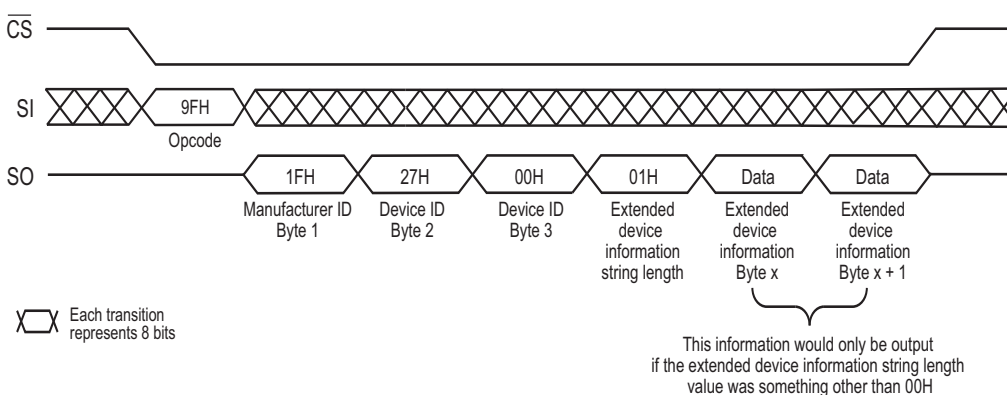 CS
SI
9FH
Opcode
SO
1FH
27H
00H
01H
Data
Data
Manufacturer ID
Byte 1
Device ID
Byte 2
Device ID
Byte 3
Extended
device
information
string length
Extended
device
information
Byte x
Extended
device
information
Byte x + 1
Each transition
represents 8 bits
This information would only be output
if the extended device information string length
value was something other than 00H